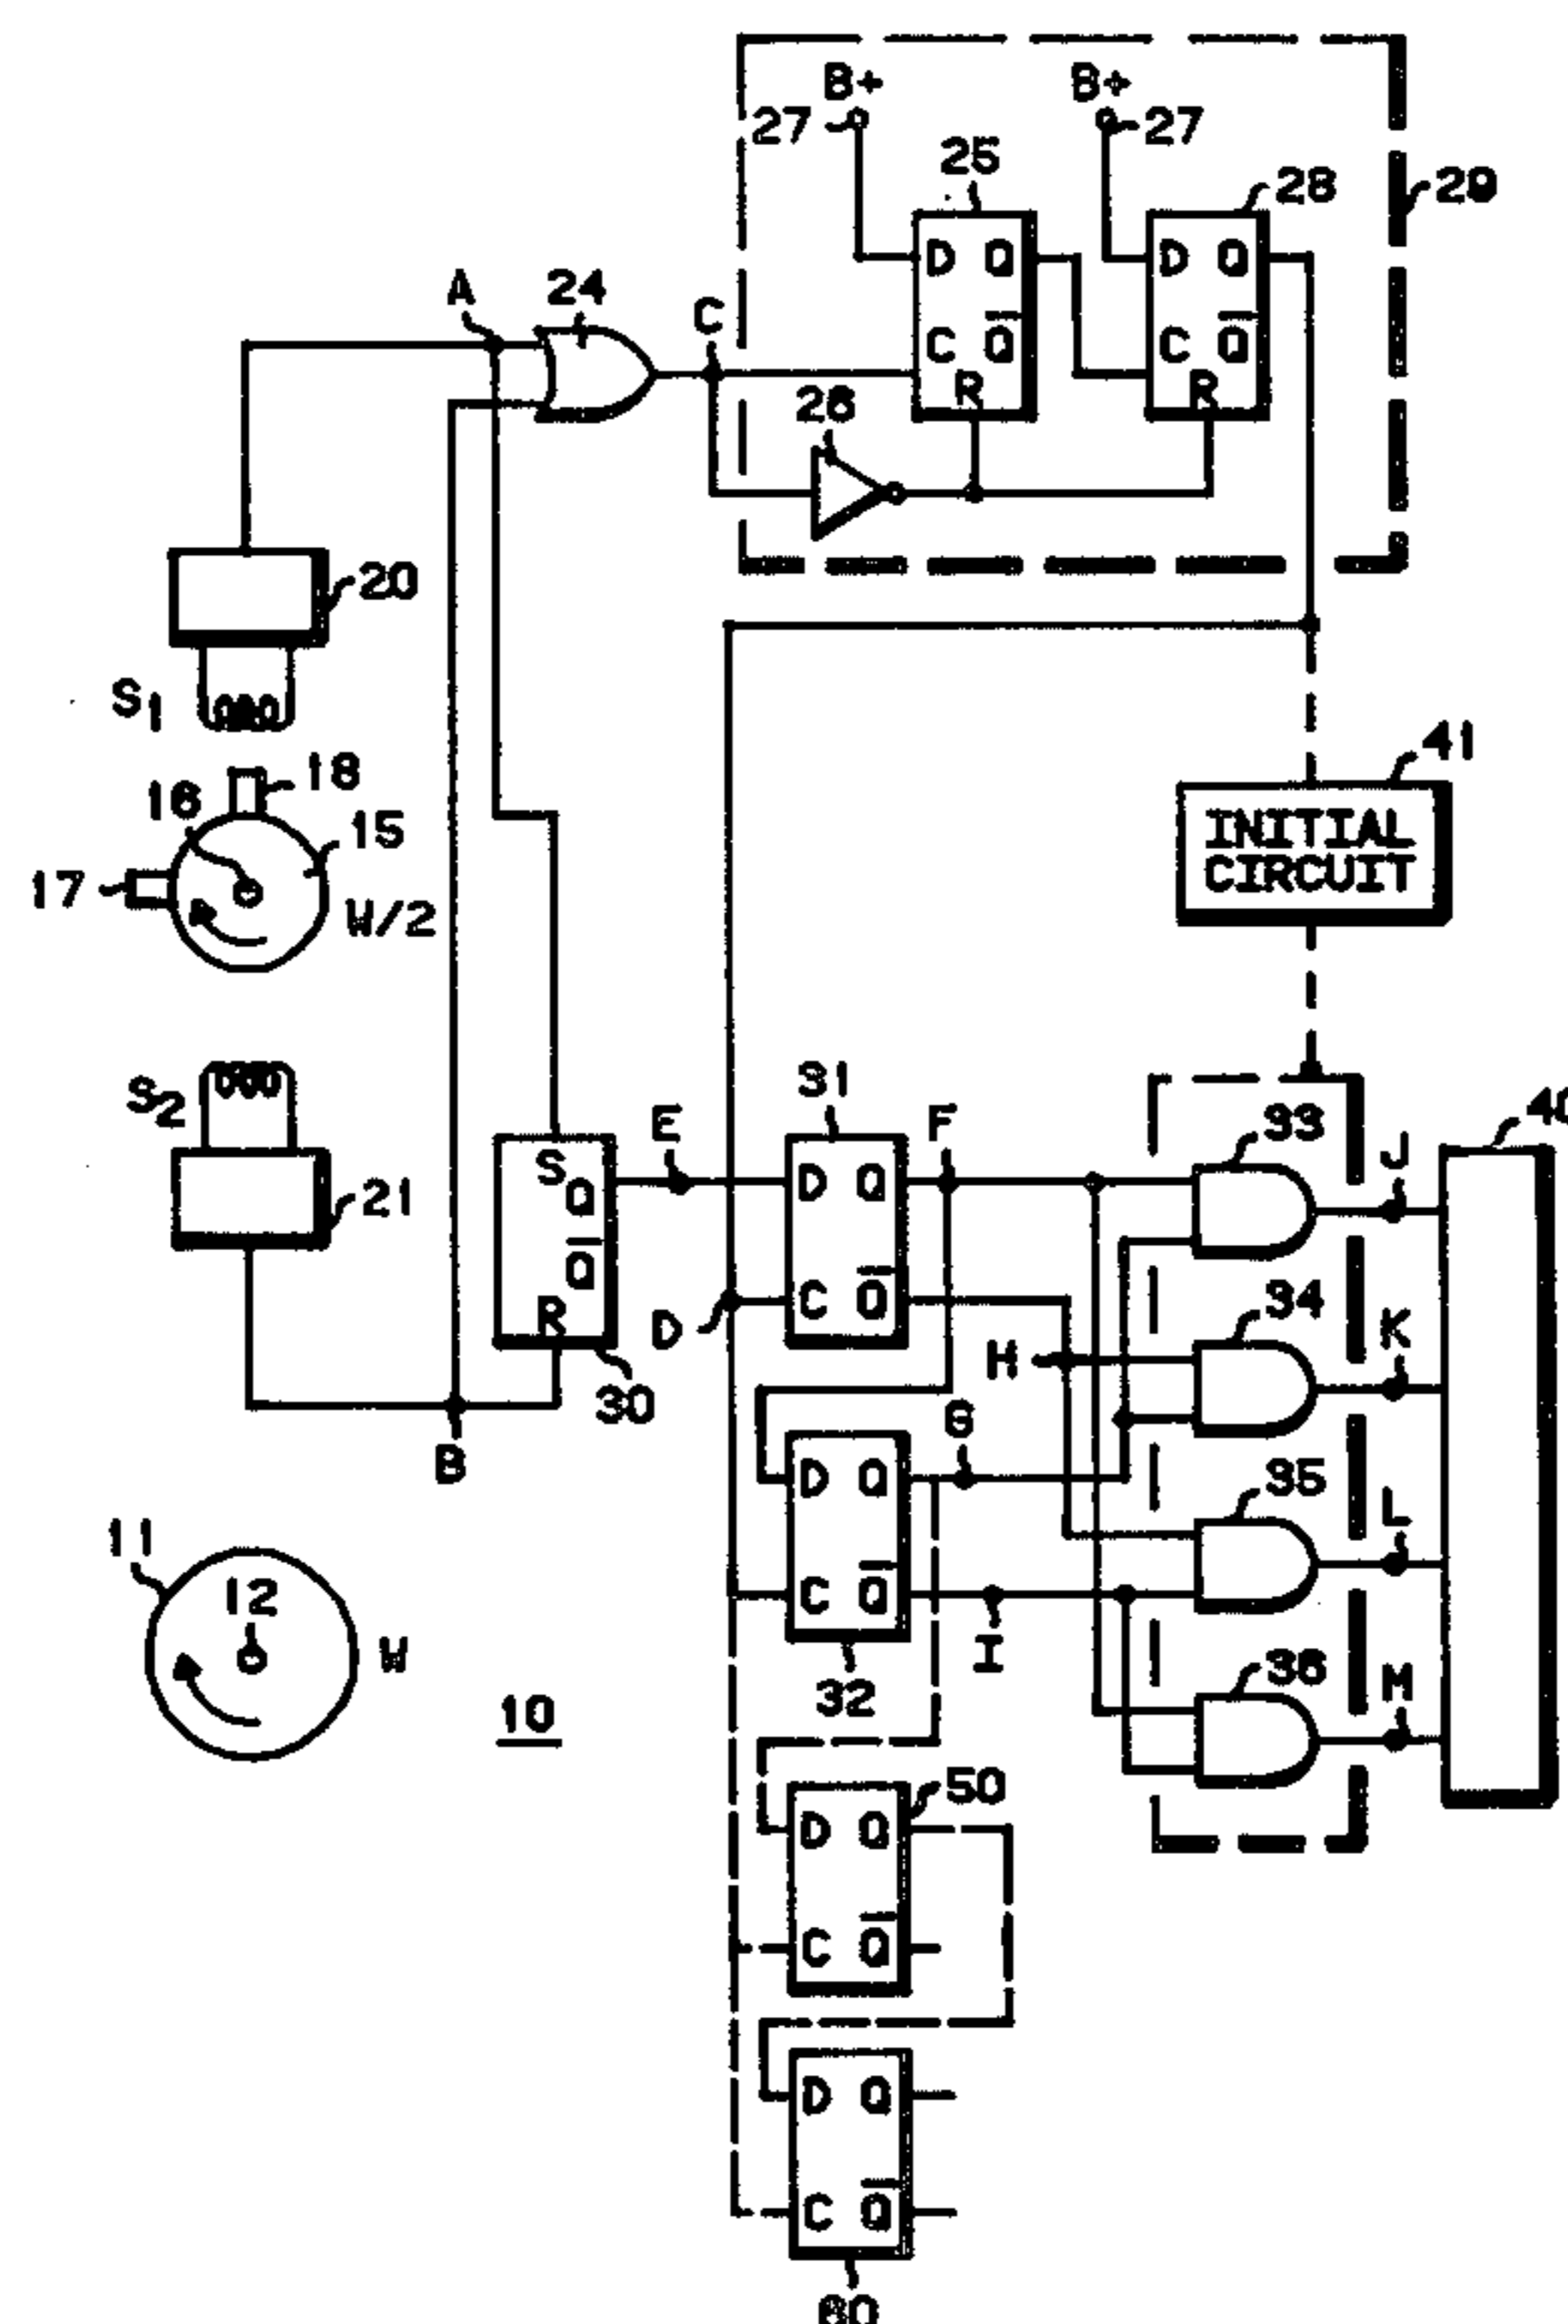 B+ B+
27 27
25
28 29
D Q D Q
A 24
C
C Q C Q
R R
26
20
S1
41
18
16
15
INITIAL
CIRCUIT
17
W/2
S2
31
E F
33
J
40
S
Q
D Q
21
Q
R
D
C Q
34
K
H
30
G
B
D Q
35
L
11
12
C Q
I
W
36
M
32
10
50
D Q
C Q
D Q
C Q
60